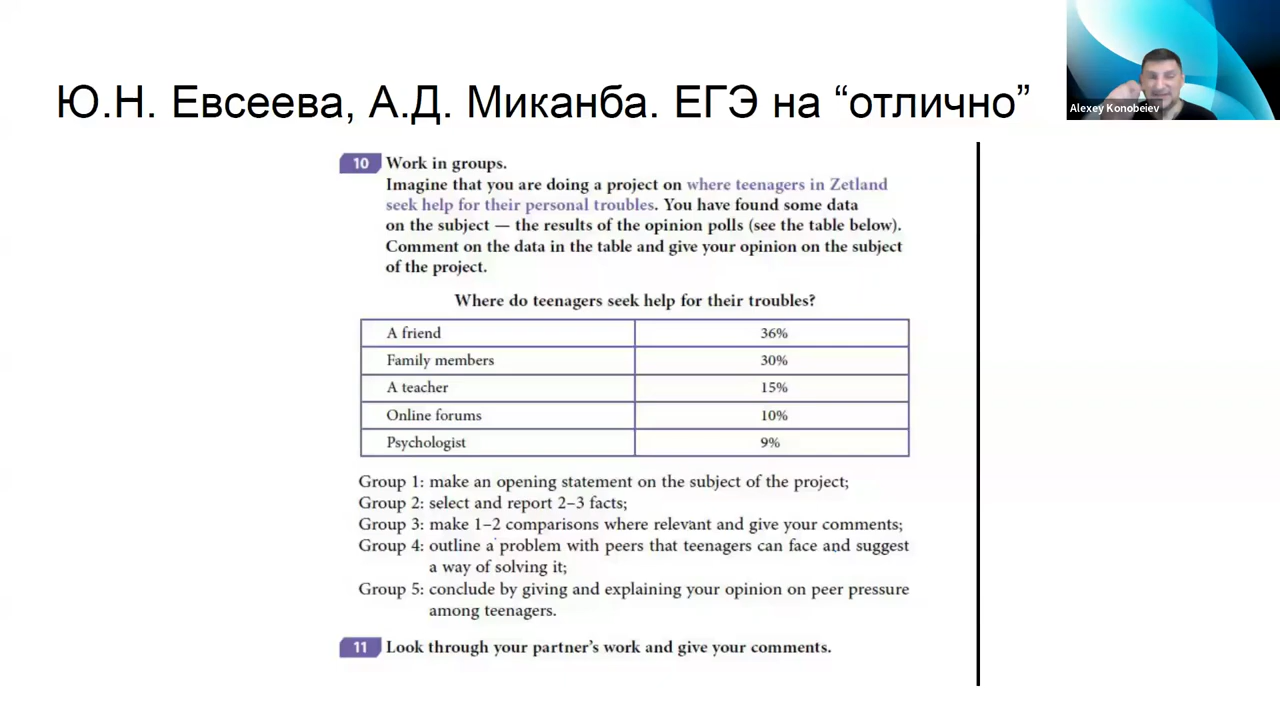 Ю.Н. Евсеева, А.Д. Миканба. ЕГЭ на “отлично”
Alexey Konobeiev
10 Work in groups.
Imagine that you are doing a project on where teenagers in Zetland
seek help for their personal troubles. You have found some data
on the subject — the results of the opinion polls (see the table below).
Comment on the data in the table and give your opinion on the subject
of the project.
Where do teenagers seek help for their troubles?
A friend 36%
Family members 30%
A teacher 15%
Online forums 10%
Psychologist 9%
Group 1: make an opening statement on the subject of the project;
Group 2: select and report 2–3 facts;
Group 3: make 1–2 comparisons where relevant and give your comments;
Group 4: outline a problem with peers that teenagers can face and suggest
a way of solving it;
Group 5: conclude by giving and explaining your opinion on peer pressure
among teenagers.
11 Look through your partner’s work and give your comments.